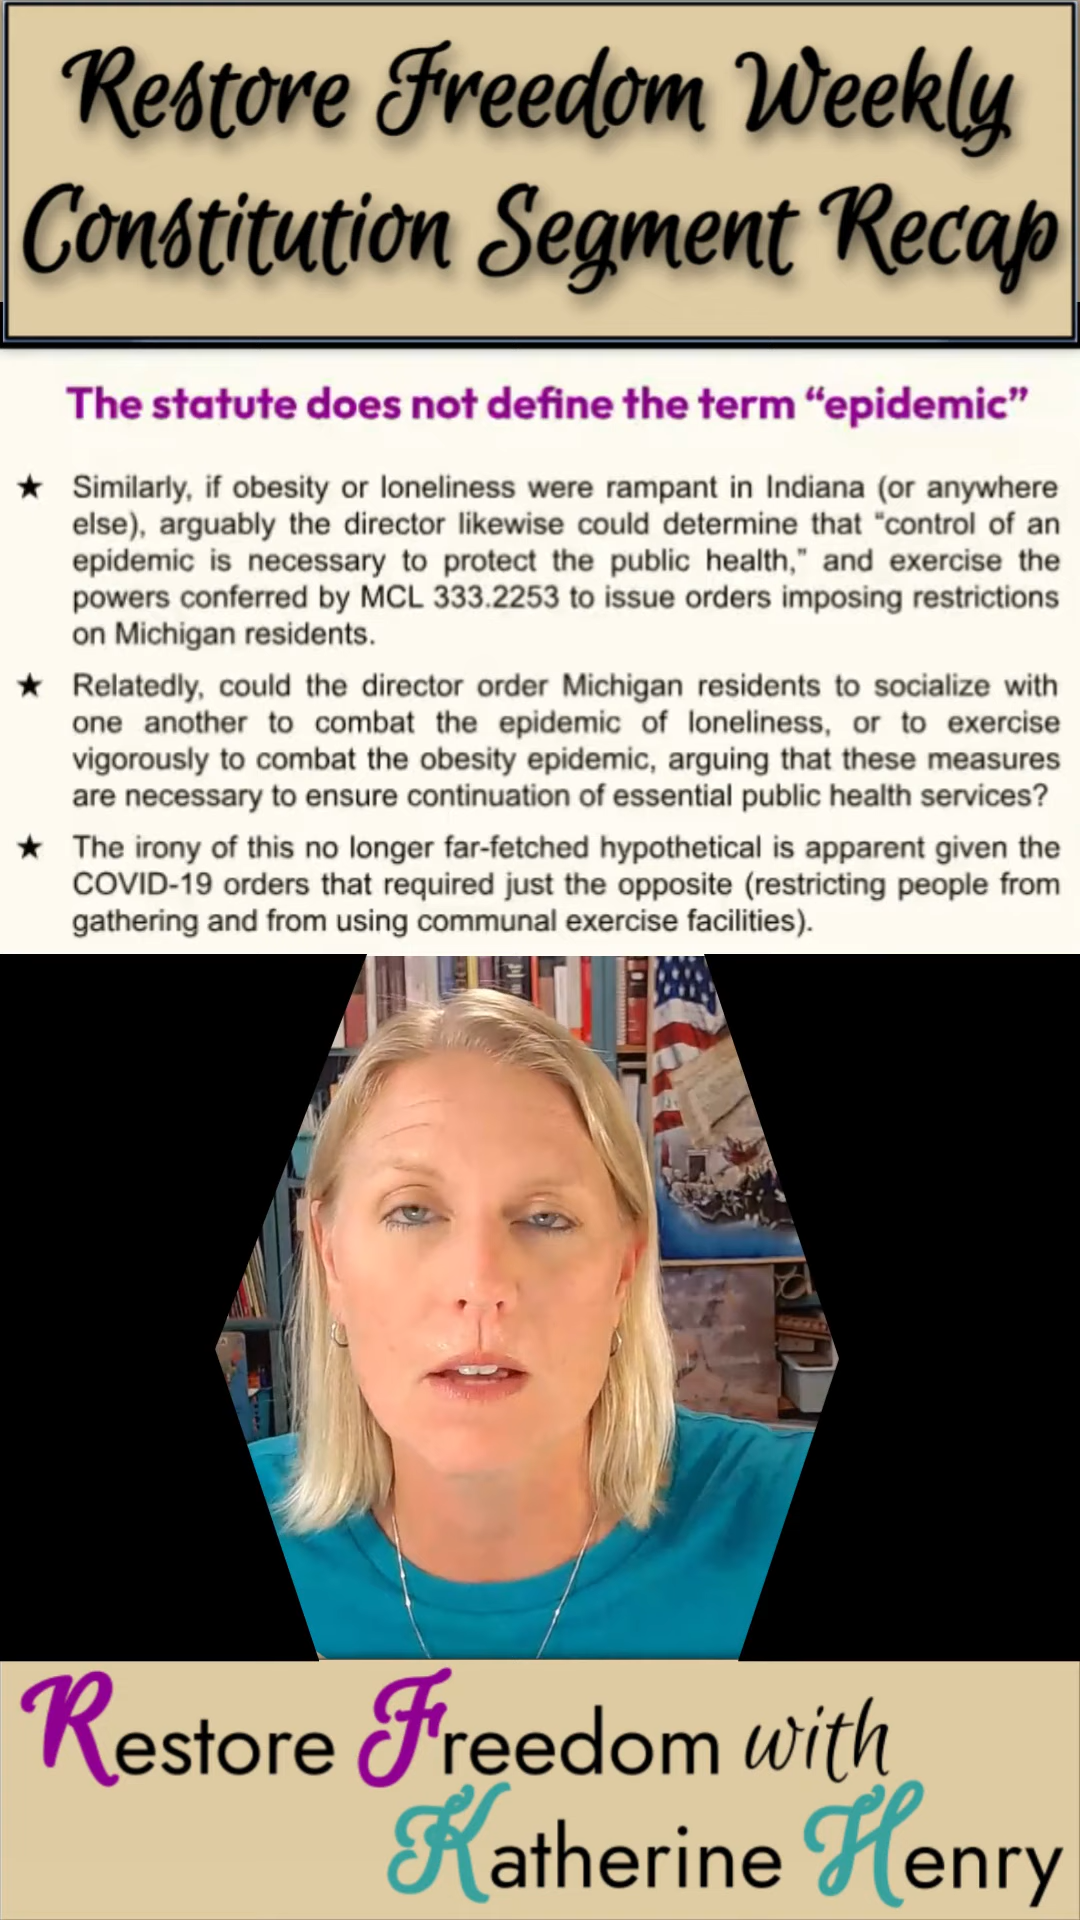 Restore Freedom Weekly
Constitution Segment Recap
The statute does not define the term “epidemic”
★ Similarly, if obesity or loneliness were rampant in Indiana (or anywhere
else), arguably the director likewise could determine that “control of an
epidemic is necessary to protect the public health,” and exercise the
powers conferred by MCL 333.2253 to issue orders imposing restrictions
on Michigan residents.
★ Relatedly, could the director order Michigan residents to socialize with
one another to combat the epidemic of loneliness, or to exercise
vigorously to combat the obesity epidemic, arguing that these measures
are necessary to ensure continuation of essential public health services?
★ The irony of this no longer far-fetched hypothetical is apparent given the
COVID-19 orders that required just the opposite (restricting people from
gathering and from using communal exercise facilities).
Restore Freedom with
Katherine Henry